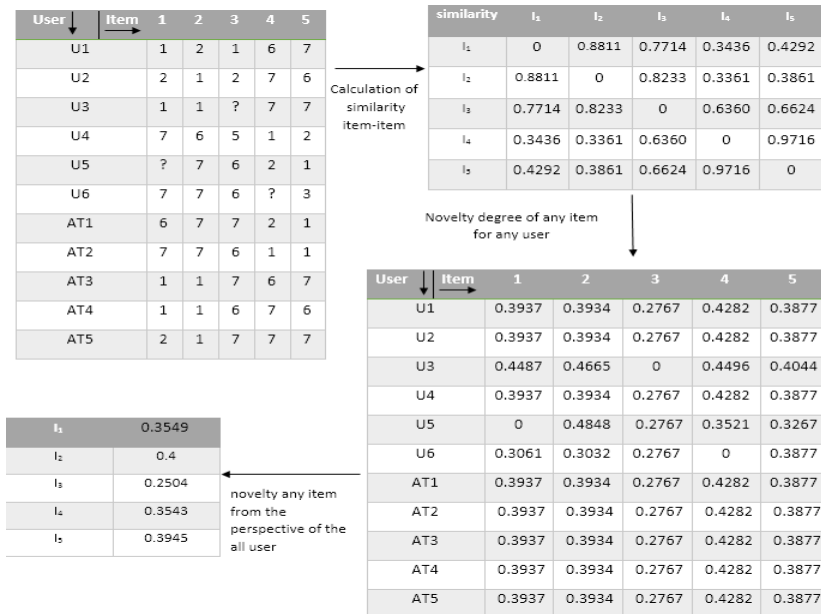 User Item 1 2 3 4 5
U1 1 2 1 6 7
U2 2 1 2 7 6
U3 1 1 ? 7 7
U4 7 6 5 1 2
U5 ? 7 6 2 1
U6 7 7 6 ? 3
AT1 6 7 7 2 1
AT2 7 7 6 1 1
AT3 1 1 7 6 7
AT4 1 1 6 7 6
AT5 2 1 7 7 7
Calculation of
similarity
item-item
similarity I₁ I₂ I₃ I₄ I₅
I₁ 0 0.8811 0.7714 0.3436 0.4292
I₂ 0.8811 0 0.8233 0.3361 0.3861
I₃ 0.7714 0.8233 0 0.6360 0.6624
I₄ 0.3436 0.3361 0.6360 0 0.9716
I₅ 0.4292 0.3861 0.6624 0.9716 0
Novelty degree of any item
for any user
User Item 1 2 3 4 5
U1 0.3937 0.3934 0.2767 0.4282 0.3877
U2 0.3937 0.3934 0.2767 0.4282 0.3877
U3 0.4487 0.4665 0 0.4496 0.4044
U4 0.3937 0.3934 0.2767 0.4282 0.3877
U5 0 0.4848 0.2767 0.3521 0.3267
U6 0.3061 0.3032 0.2767 0 0.3877
AT1 0.3937 0.3934 0.2767 0.4282 0.3877
AT2 0.3937 0.3934 0.2767 0.4282 0.3877
AT3 0.3937 0.3934 0.2767 0.4282 0.3877
AT4 0.3937 0.3934 0.2767 0.4282 0.3877
AT5 0.3937 0.3934 0.2767 0.4282 0.3877
novelty any item
from the
perspective of the
all user
I₁ 0.3549
I₂ 0.4
I₃ 0.2504
I₄ 0.3543
I₅ 0.3945